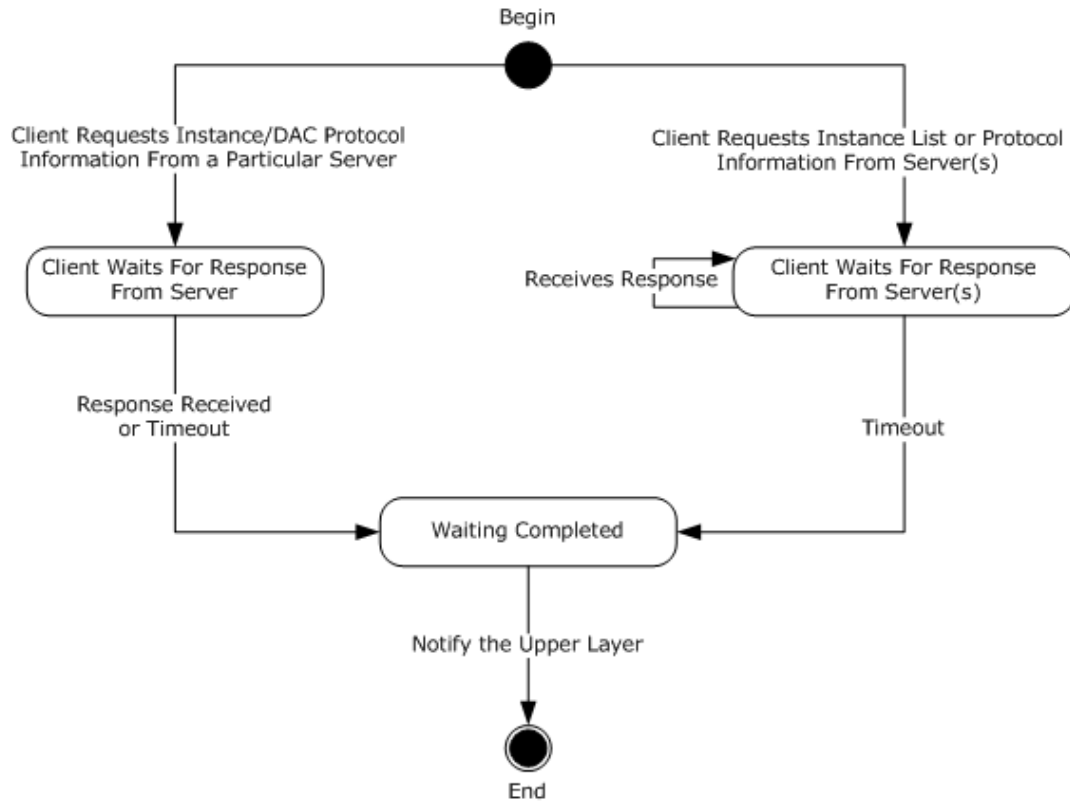 Begin
Client Requests Instance/DAC Protocol
Information From a Particular Server
Client Requests Instance List or Protocol
Information From Server(s)
Client Waits For Response
From Server
Receives Response
Client Waits For Response
From Server(s)
Response Received
or Timeout
Timeout
Waiting Completed
Notify the Upper Layer
End